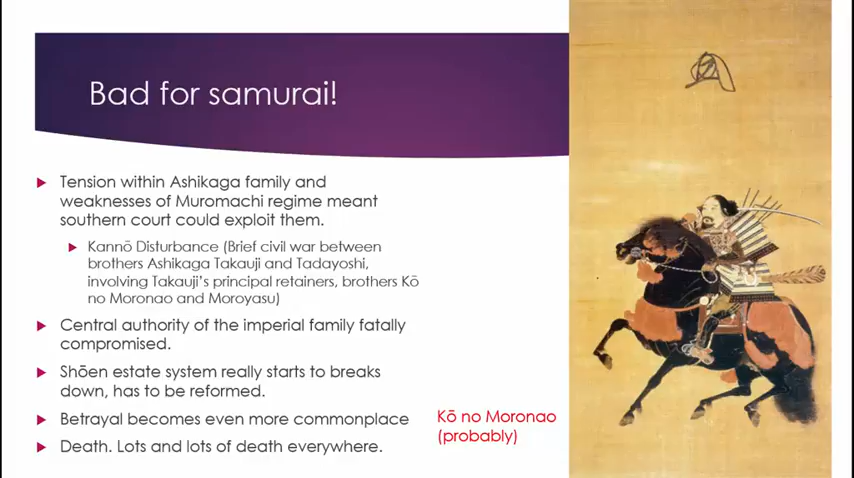 Bad for samurai!
Tension within Ashikaga family and
weaknesses of Muromachi regime meant
southern court could exploit them.
Kannō Disturbance (Brief civil war between
brothers Ashikaga Takauji and Tadayoshi,
involving Takauji's principal retainers, brothers Kō
no Moronao and Moroyasu)
Central authority of the imperial family fatally
compromised.
Shōen estate system really starts to breaks
down, has to be reformed.
Betrayal becomes even more commonplace
Death. Lots and lots of death everywhere.
Kō no Moronao
(probably)